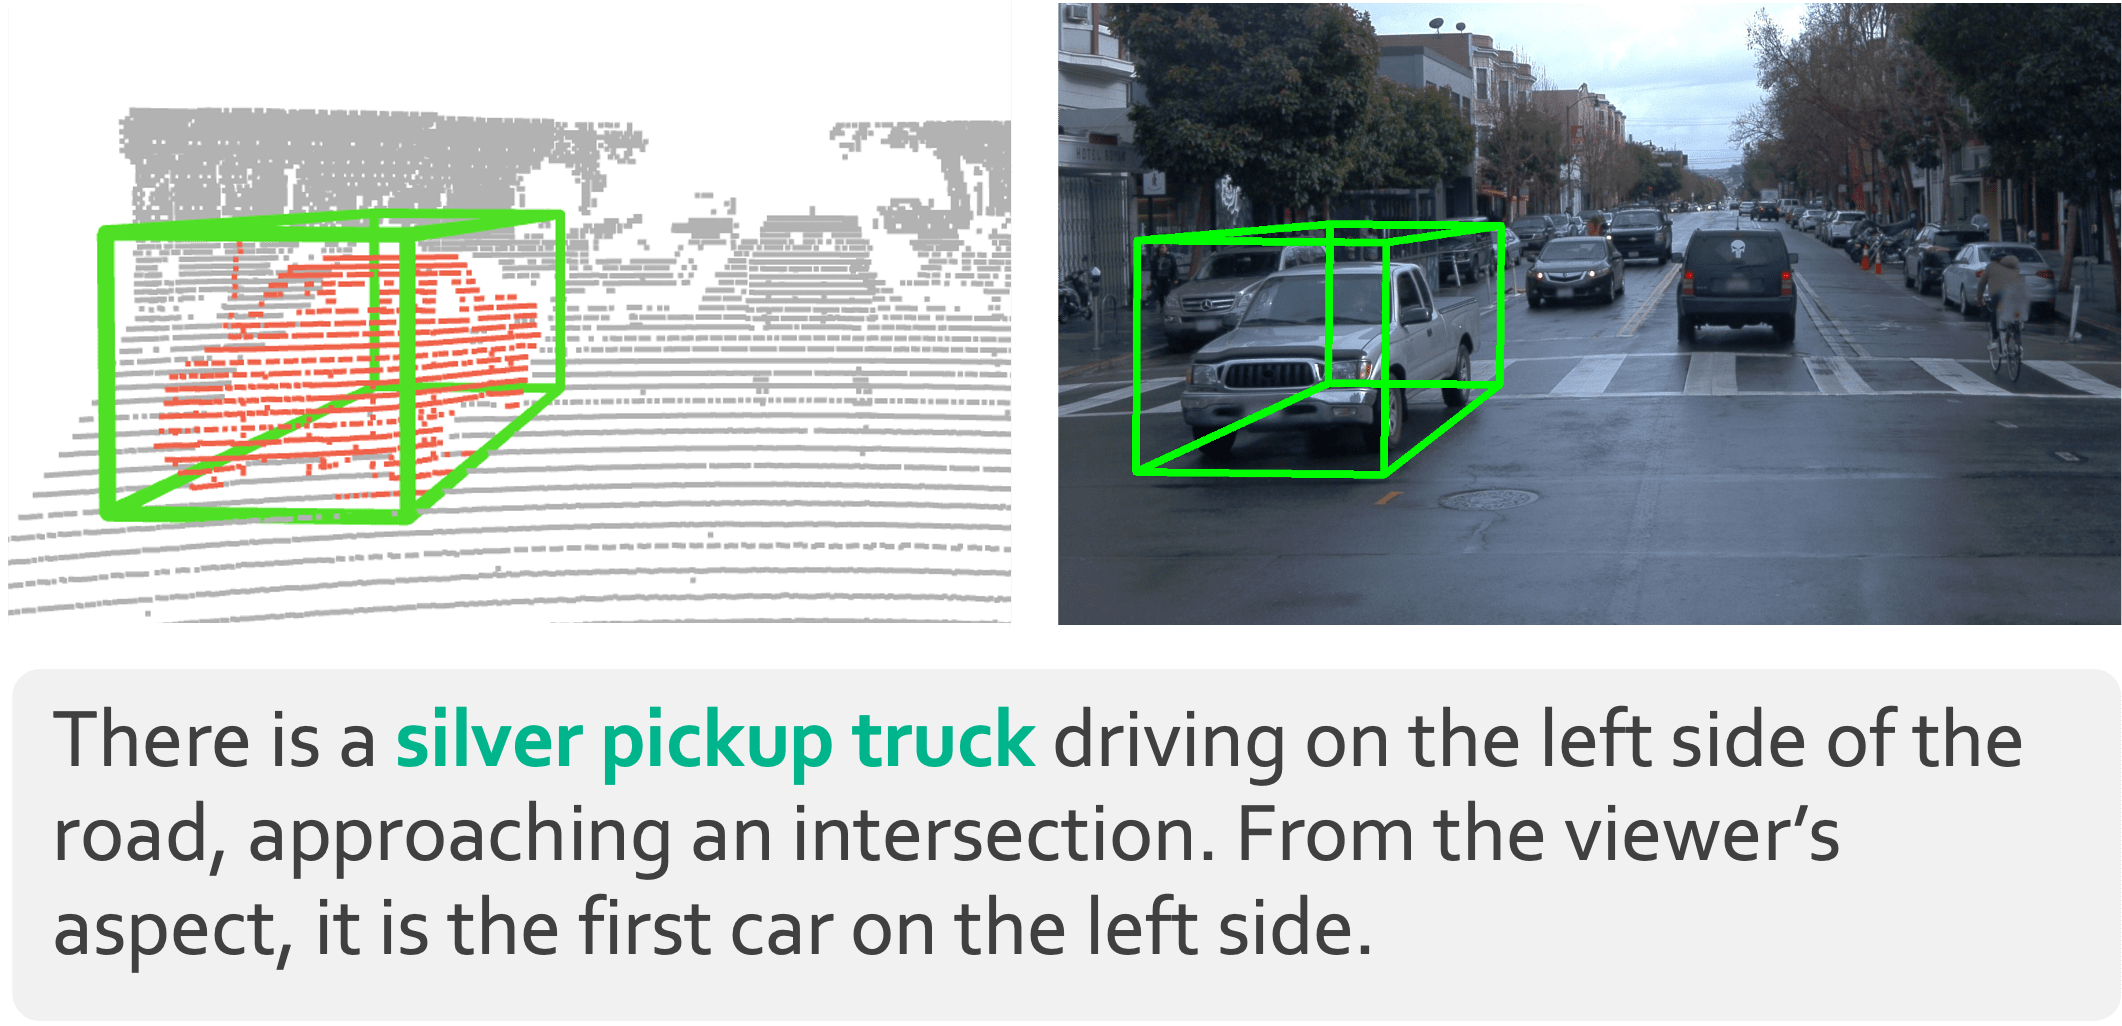 HOTEL
There is a silver pickup truck driving on the left side of the
road, approaching an intersection. From the viewer’s
aspect, it is the first car on the left side.